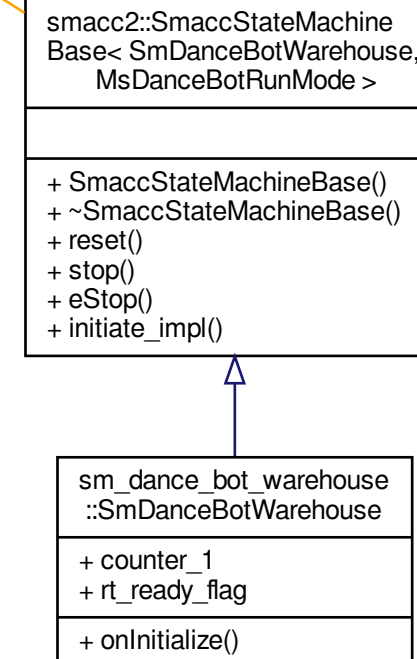 smacc2::SmaccStateMachine
Base< SmDanceBotWarehouse,
MsDanceBotRunMode >
+ SmaccStateMachineBase()
+ ~SmaccStateMachineBase()
+ reset()
+ stop()
+ eStop()
+ initiate_impl()
sm_dance_bot_warehouse
::SmDanceBotWarehouse
+ counter_1
+ rt_ready_flag
+ onInitialize()